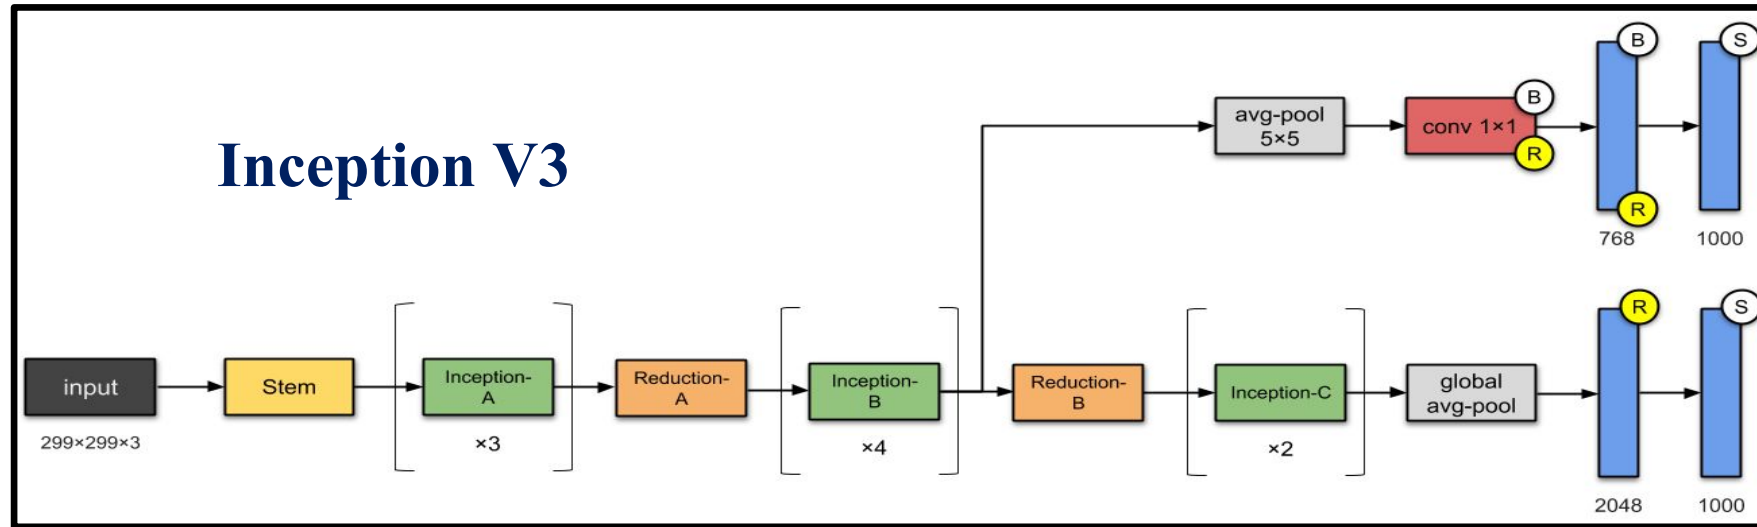 Inception V3
avg-pool
5×5
conv 1×1
B
R
B
R
768
S
1000
input
299×299×3
Stem
Inception-
A
×3
Reduction-
A
Inception-
B
×4
Reduction-
B
Inception-C
×2
global
avg-pool
R
2048
S
1000